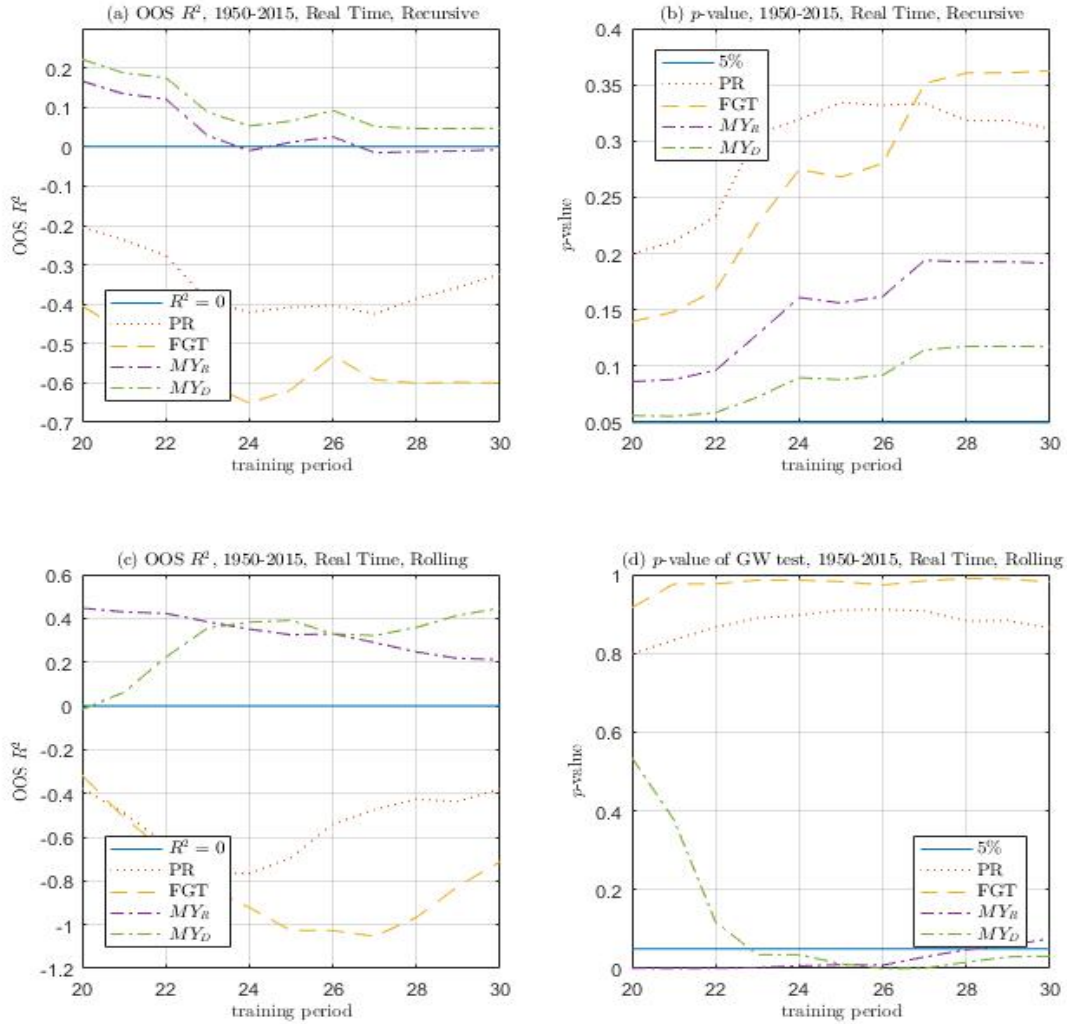 (a) OOS R², 1950-2015, Real Time, Recursive
0.2
0.1
0
-0.1
-0.2
-0.3
-0.4
-0.5
-0.6
-0.7
OOS R²
R² = 0
PR
FGT
MY_R
MY_D
20 22 24 26 28 30
training period
(b) p-value, 1950-2015, Real Time, Recursive
0.4
0.35
0.3
0.25
0.2
0.15
0.1
0.05
p-value
5%
PR
FGT
MY_R
MY_D
20 22 24 26 28 30
training period
(c) OOS R², 1950-2015, Real Time, Rolling
0.6
0.4
0.2
0
-0.2
-0.4
-0.6
-0.8
-1
-1.2
OOS R²
R² = 0
PR
FGT
MY_R
MY_D
20 22 24 26 28 30
training period
(d) p-value of GW test, 1950-2015, Real Time, Rolling
1
0.8
0.6
0.4
0.2
0
p-value
5%
PR
FGT
MY_R
MY_D
20 22 24 26 28 30
training period